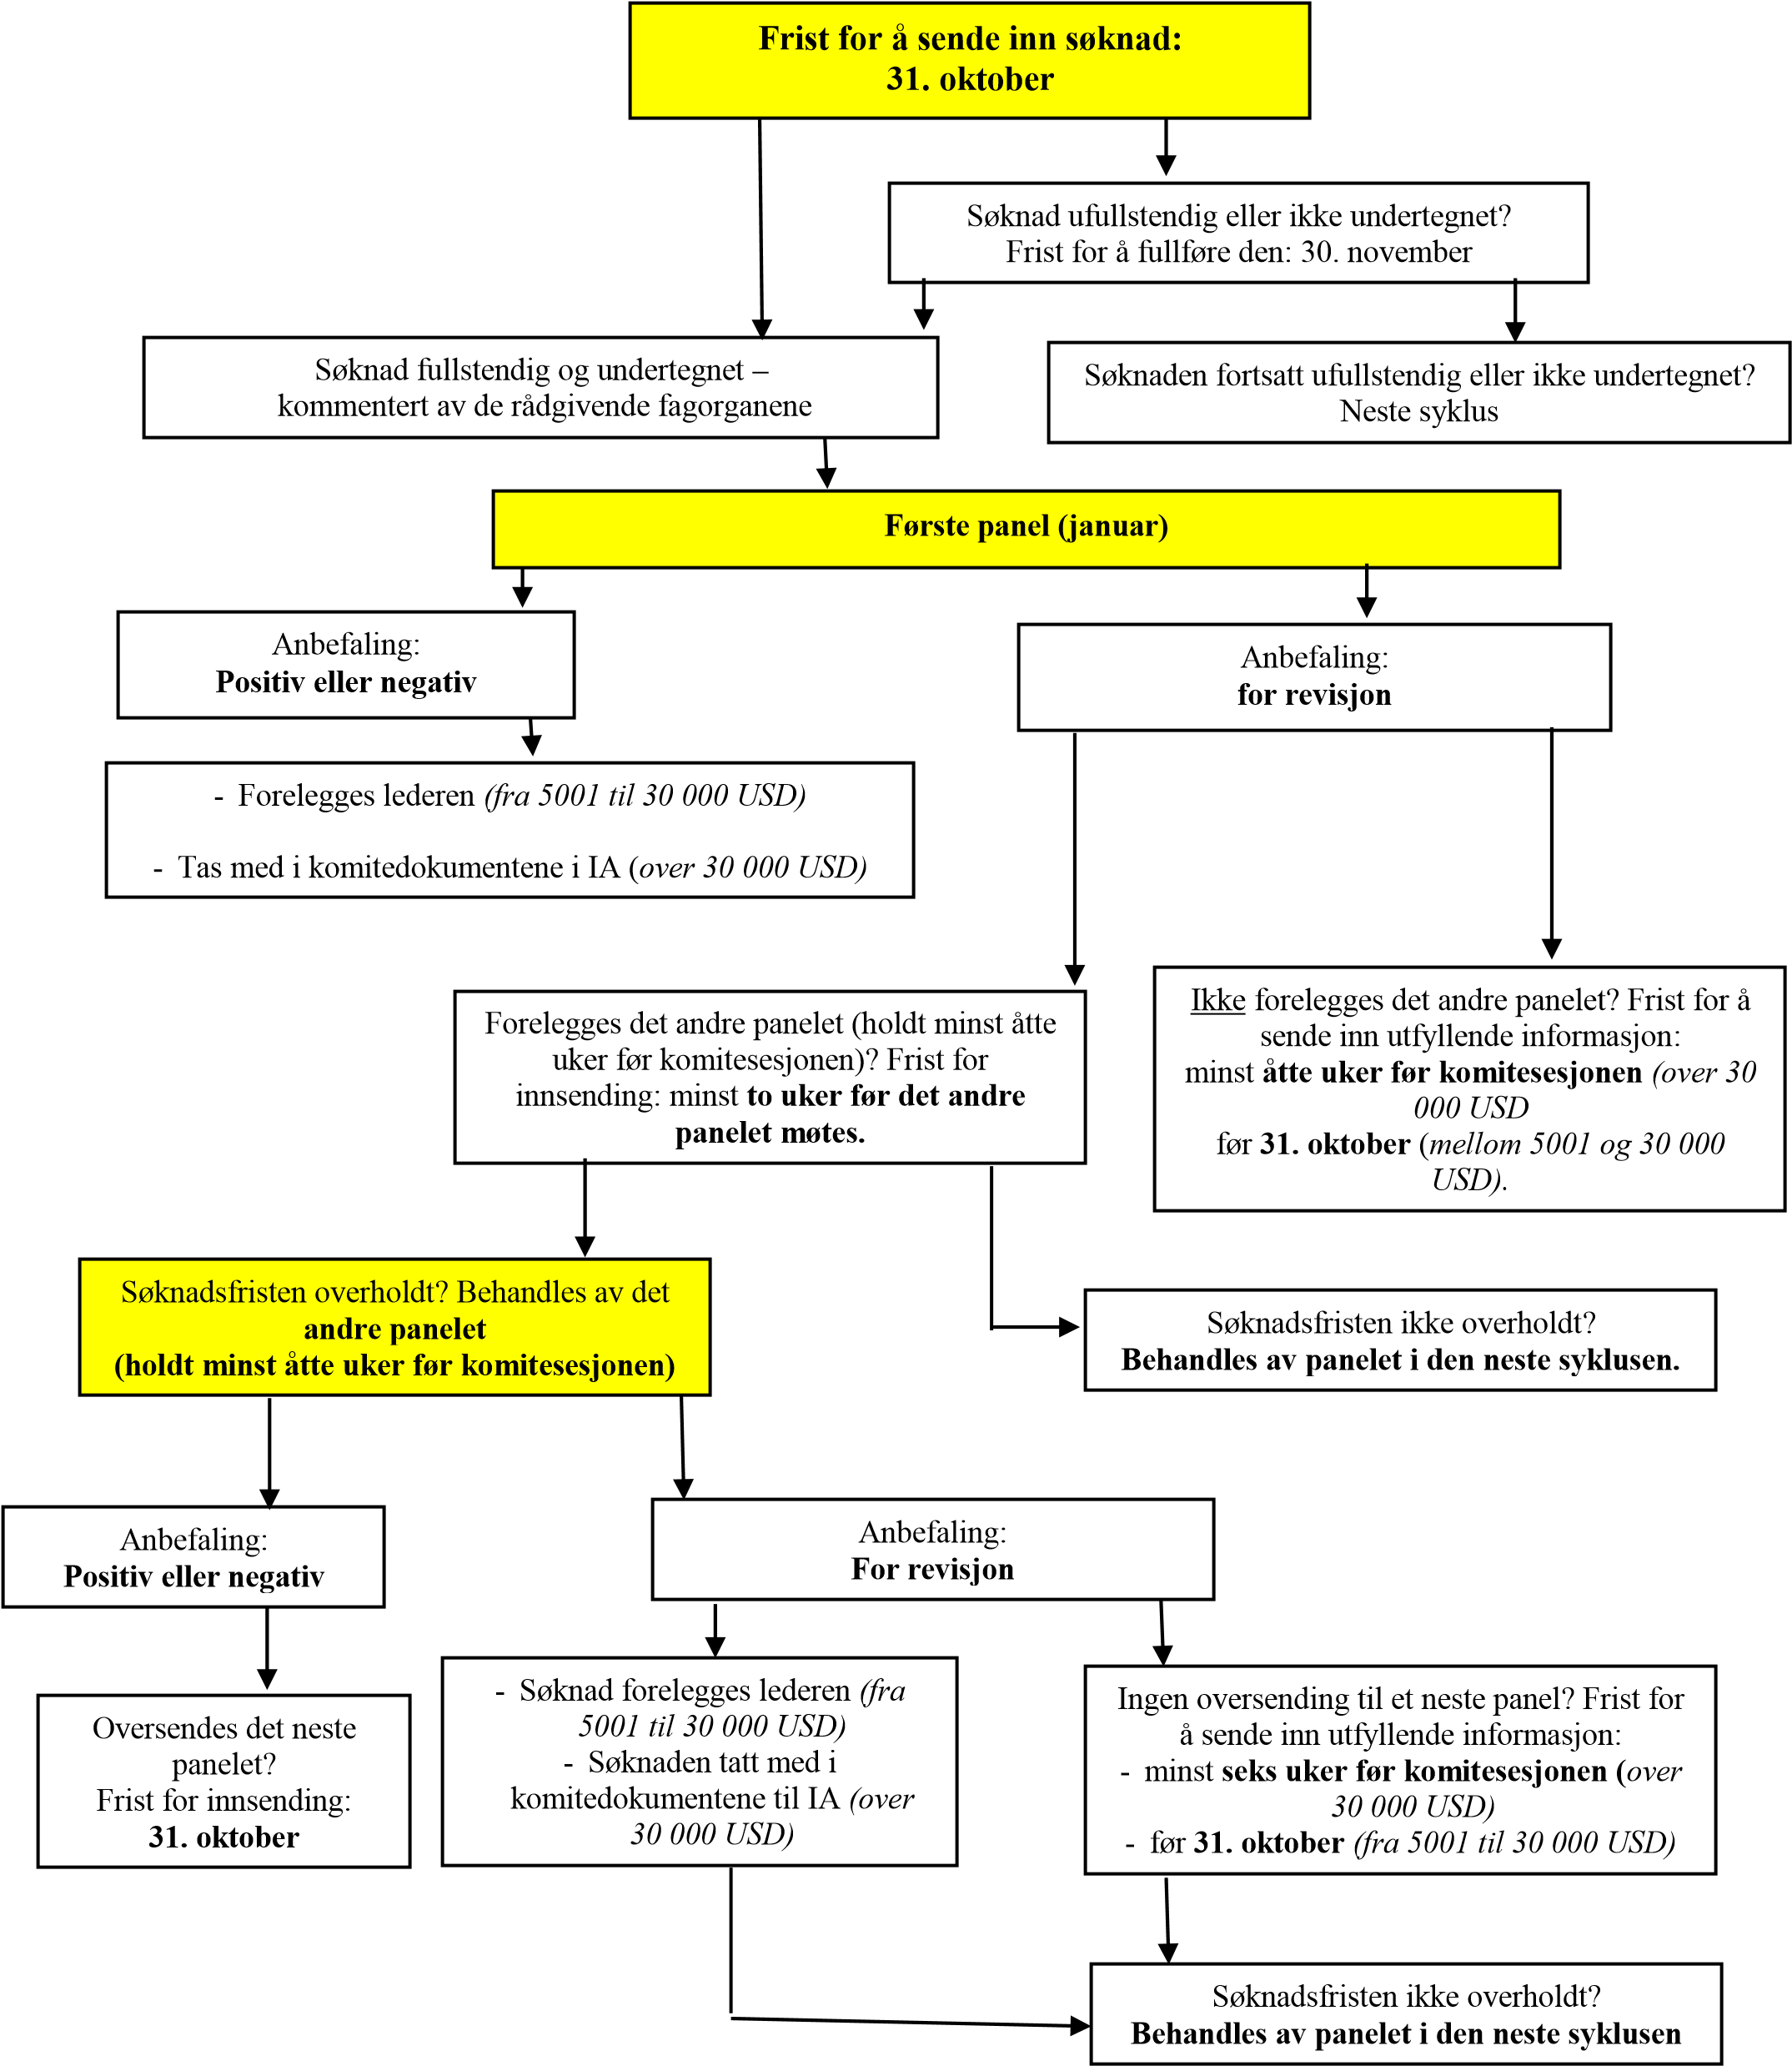 Frist for å sende inn søknad:
31. oktober
Søknad ufullstendig eller ikke undertegnet?
Frist for å fullføre den: 30. november
Søknad fullstendig og undertegnet –
kommentert av de rådgivende fagorganene
Søknaden fortsatt ufullstendig eller ikke undertegnet?
Neste syklus
Første panel (januar)
Anbefaling:
Positiv eller negativ
Anbefaling:
for revisjon
- Forelegges lederen (fra 5001 til 30 000 USD)
- Tas med i komitedokumentene i IA (over 30 000 USD)
Forelegges det andre panelet (holdt minst åtte
uker før komitesesjonen)? Frist for
innsending: minst to uker før det andre
panelet møtes.
Ikke forelegges det andre panelet? Frist for å
sende inn utfyllende informasjon:
minst åtte uker før komitesesjonen (over 30
000 USD
før 31. oktober (mellom 5001 og 30 000
USD).
Søknadsfristen overholdt? Behandles av det
andre panelet
(holdt minst åtte uker før komitesesjonen)
Søknadsfristen ikke overholdt?
Behandles av panelet i den neste syklusen.
Anbefaling:
Positiv eller negativ
Anbefaling:
For revisjon
Oversendes det neste
panelet?
Frist for innsending:
31. oktober
- Søknad forelegges lederen (fra
5001 til 30 000 USD)
- Søknaden tatt med i
komitedokumentene til IA (over
30 000 USD)
Ingen oversending til et neste panel? Frist for
å sende inn utfyllende informasjon:
- minst seks uker før komitesesjonen (over
30 000 USD)
- før 31. oktober (fra 5001 til 30 000 USD)
Søknadsfristen ikke overholdt?
Behandles av panelet i den neste syklusen